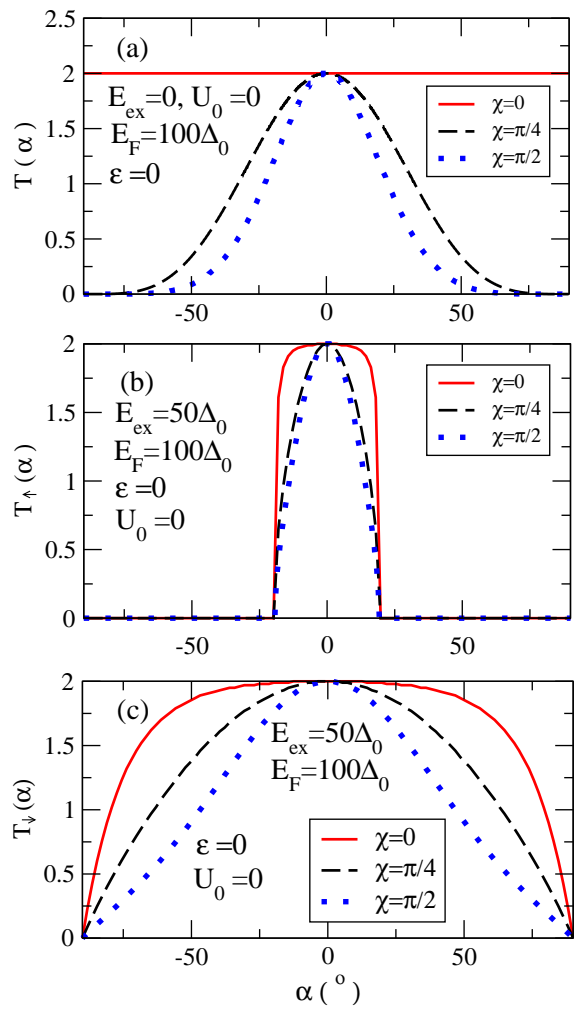 (a)
T (α)
2
1.5
1
0.5
0
E_ex=0, U_0=0
E_F=100Δ_0
ε=0
χ=0
χ=π/4
χ=π/2
-50
0
50
(b)
T_↑(α)
2
1.5
1
0.5
0
E_ex=50Δ_0
E_F=100Δ_0
ε=0
U_0=0
χ=0
χ=π/4
χ=π/2
-50
0
50
(c)
T_↓(α)
2
1.5
1
0.5
0
E_ex=50Δ_0
E_F=100Δ_0
ε=0
U_0=0
χ=0
χ=π/4
χ=π/2
-50
0
50
α (°)